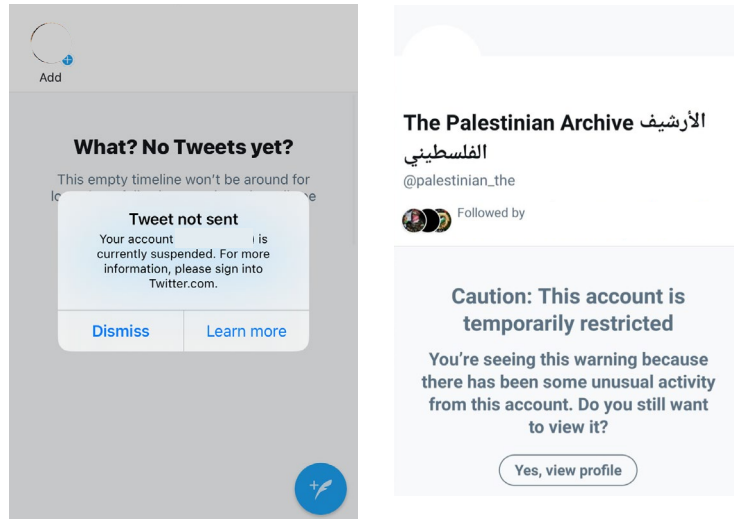 Add
What? No Tweets yet?
This empty timeline won't be around for
Tweet not sent
Your account is
currently suspended. For more
information, please sign into
Twitter.com.
Dismiss
Learn more
The Palestinian Archive الأرشيف
الفلسطيني
@palestinian_the
Followed by
Caution: This account is
temporarily restricted
You're seeing this warning because
there has been some unusual activity
from this account. Do you still want
to view it?
Yes, view profile